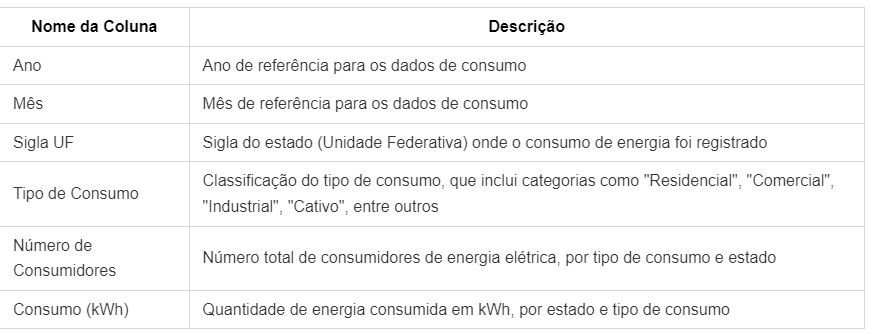 Nome da Coluna
Descrição
Ano
Ano de referência para os dados de consumo
Mês
Mês de referência para os dados de consumo
Sigla UF
Sigla do estado (Unidade Federativa) onde o consumo de energia foi registrado
Tipo de Consumo
Classificação do tipo de consumo, que inclui categorias como "Residencial", "Comercial",
"Industrial", "Cativo", entre outros
Número de
Consumidores
Número total de consumidores de energia elétrica, por tipo de consumo e estado
Consumo (kWh)
Quantidade de energia consumida em kWh, por estado e tipo de consumo